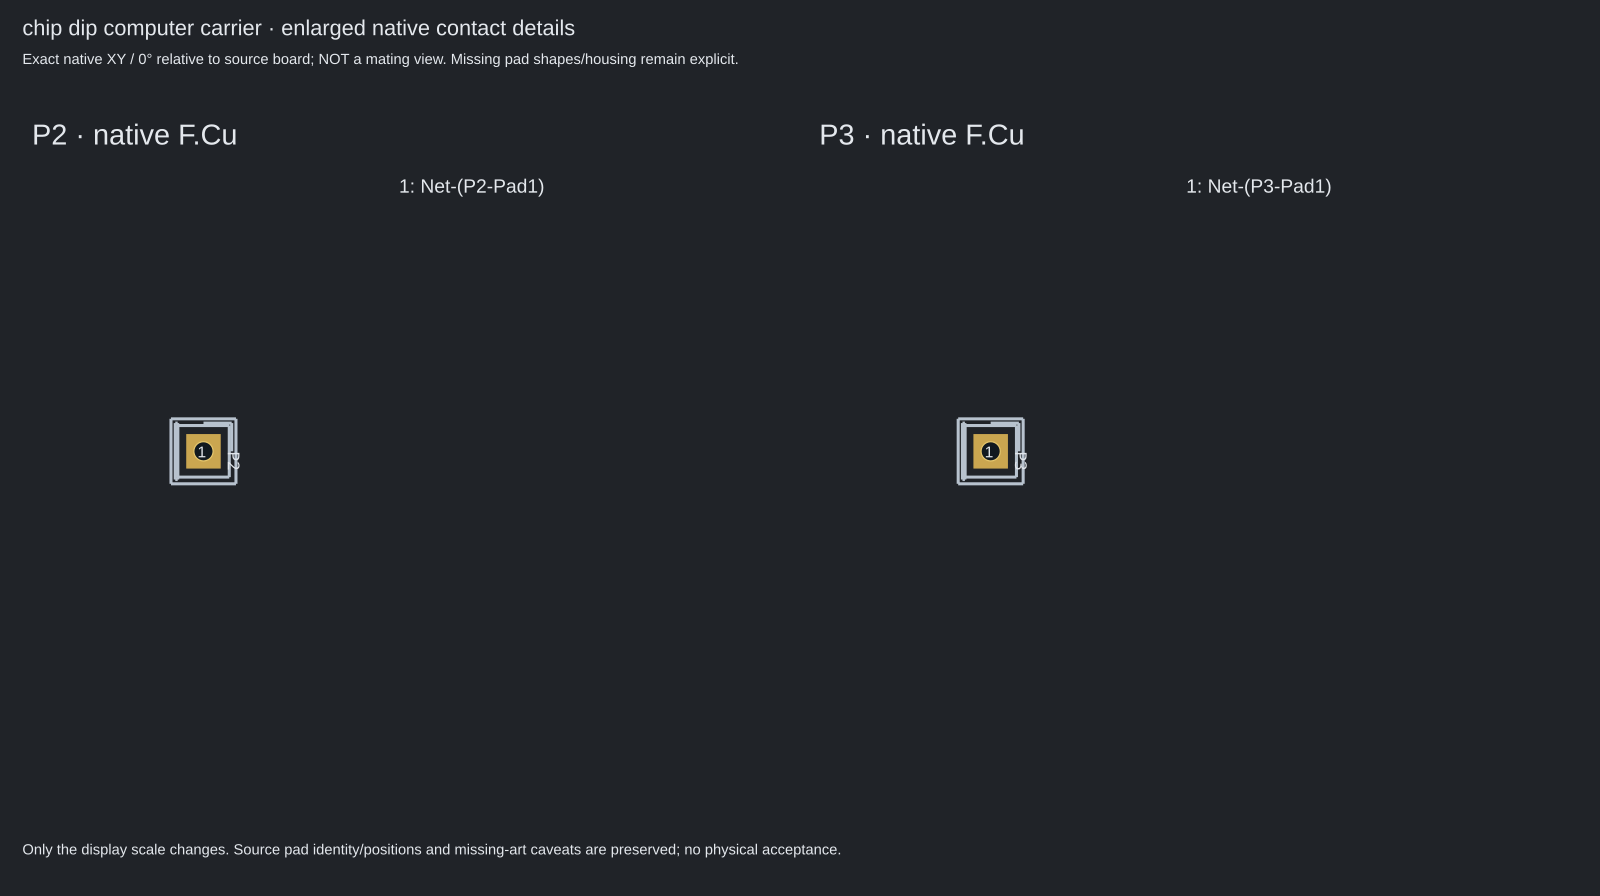 chip dip computer carrier · enlarged native contact details
Exact native XY / 0° relative to source board; NOT a mating view. Missing pad shapes/housing remain explicit.
P2 · native F.Cu
1: Net-(P2-Pad1)
1
P2
P3 · native F.Cu
1: Net-(P3-Pad1)
1
P3
Only the display scale changes. Source pad identity/positions and missing-art caveats are preserved; no physical acceptance.